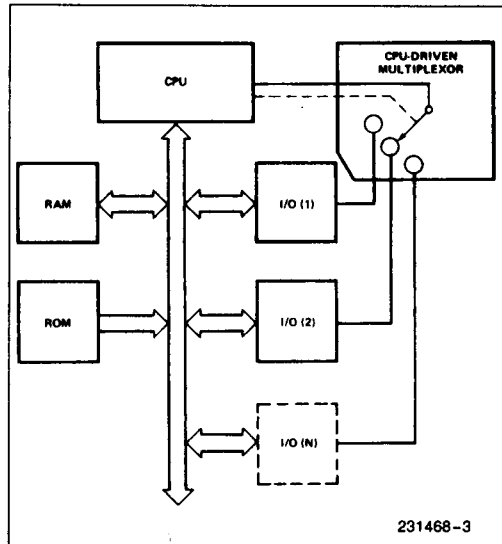 CPU
CPU-DRIVEN
MULTIPLEXOR
RAM
I/O (1)
ROM
I/O (2)
I/O (N)
231468-3